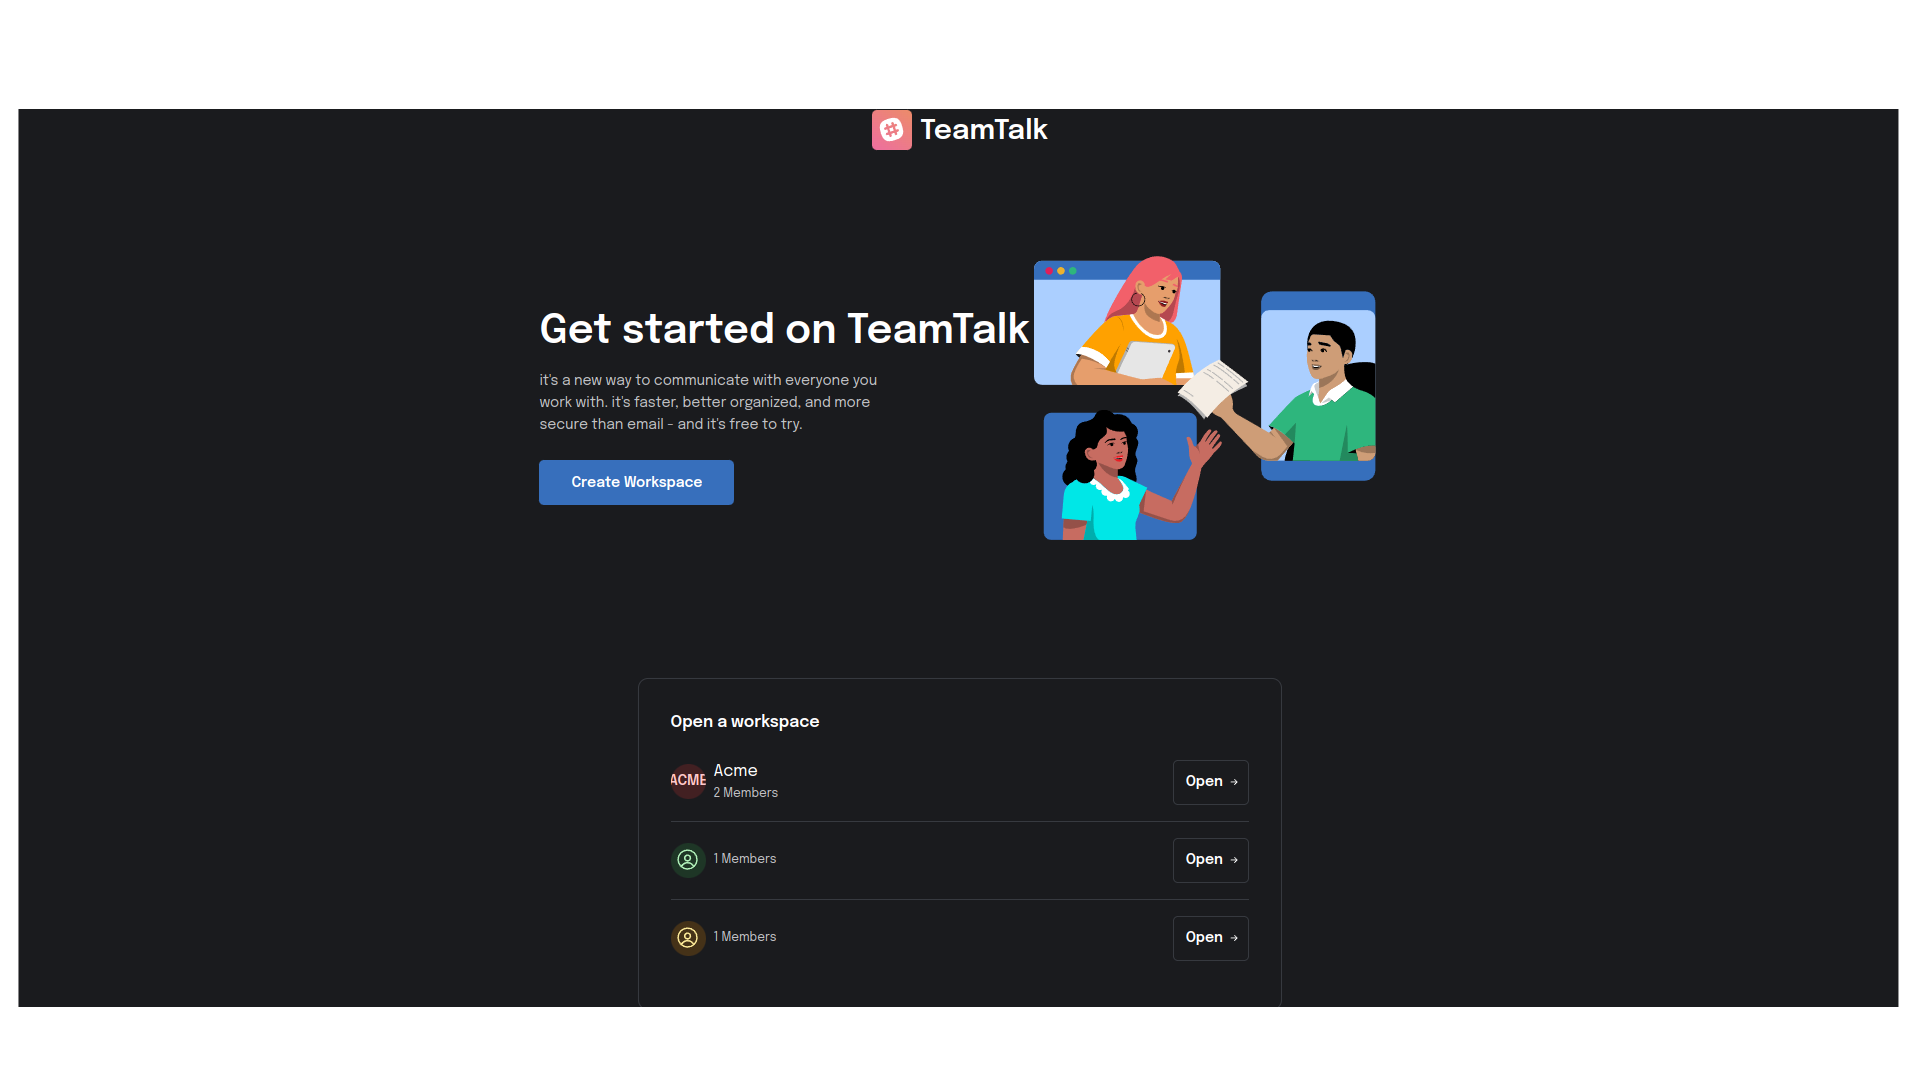 TeamTalk
Get started on TeamTalk
it's a new way to communicate with everyone you
work with. it's faster, better organized, and more
secure than email - and it's free to try.
Create Workspace
Open a workspace
ACME
Acme
2 Members
Open →
1 Members
Open →
1 Members
Open →